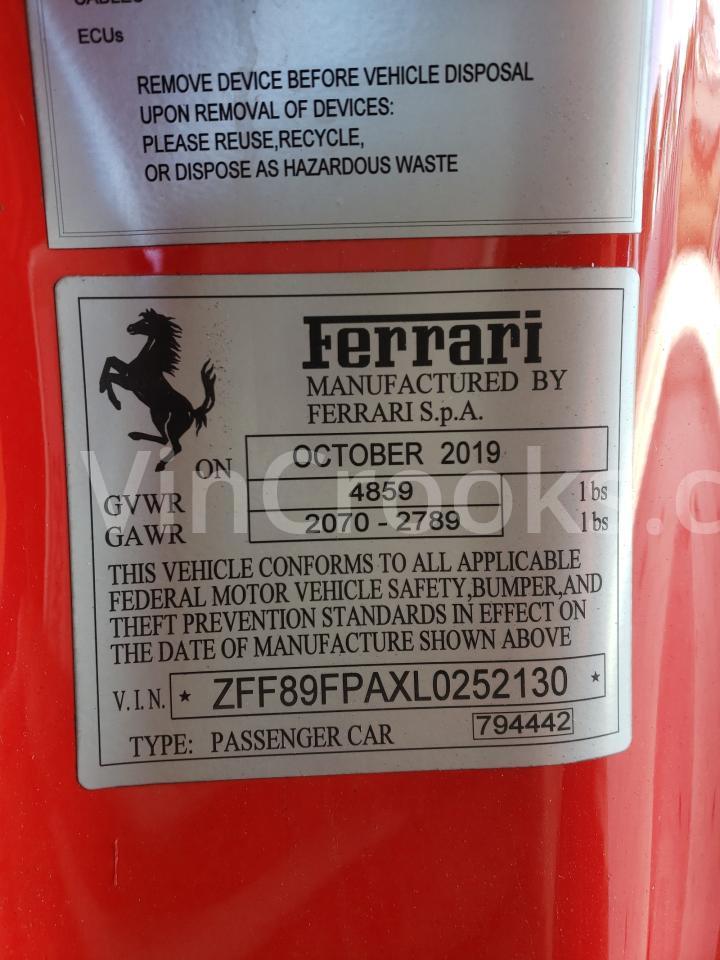 CABLES
ECUs
REMOVE DEVICE BEFORE VEHICLE DISPOSAL
UPON REMOVAL OF DEVICES:
PLEASE REUSE,RECYCLE,
OR DISPOSE AS HAZARDOUS WASTE
Ferrari
MANUFACTURED BY
FERRARI S.p.A.
ON OCTOBER 2019
GVWR 4859 lbs
GAWR 2070 - 2789 lbs
VinCrooks.c
THIS VEHICLE CONFORMS TO ALL APPLICABLE
FEDERAL MOTOR VEHICLE SAFETY,BUMPER,AND
THEFT PREVENTION STANDARDS IN EFFECT ON
THE DATE OF MANUFACTURE SHOWN ABOVE
V.I.N. ★ ZFF89FPAXL0252130 ★
TYPE: PASSENGER CAR 794442